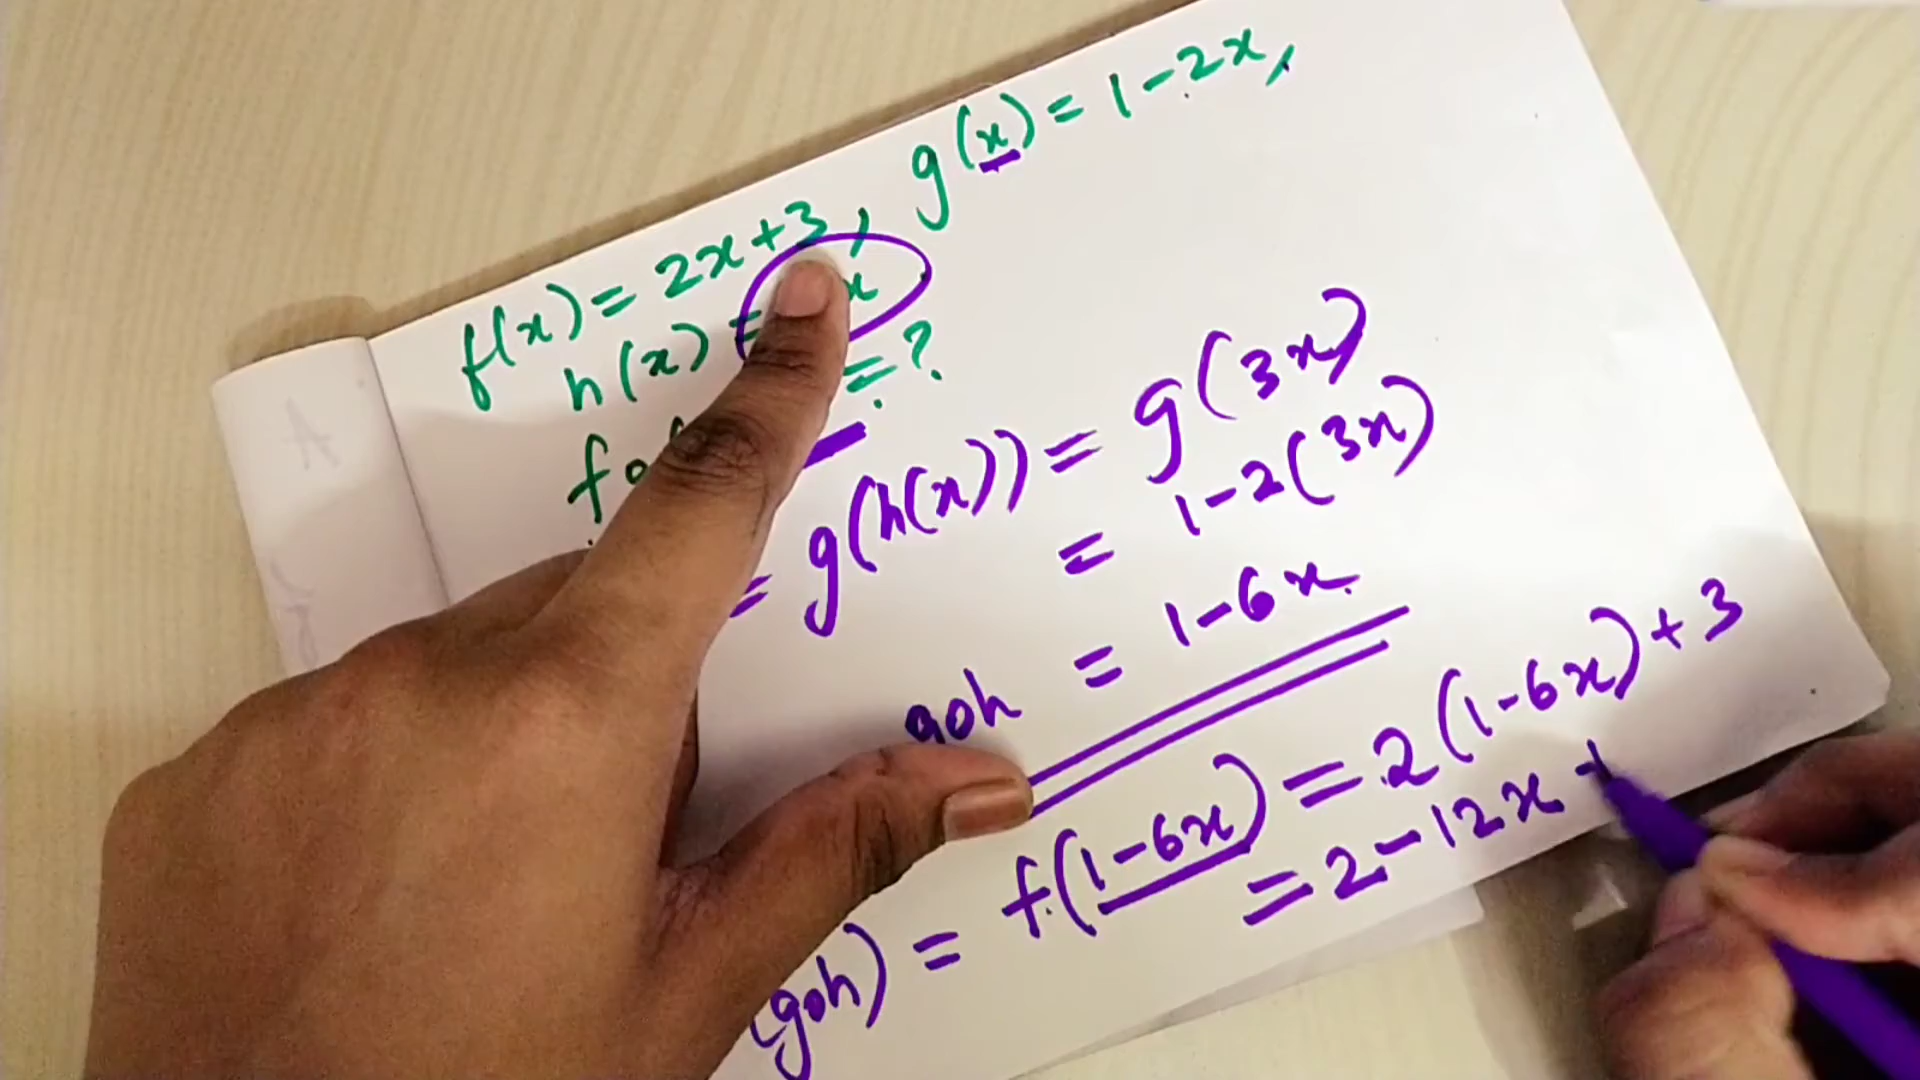 f(x) = 2x+3, g(x) = 1-2x,
h(x) = x
fo = ?
= g(h(x)) = g(3x)
= 1-2(3x)
goh = 1-6x
(goh) = f(1-6x) = 2(1-6x)+3
= 2-12x +